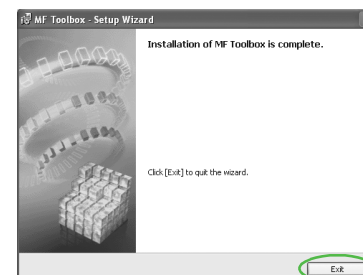 MF Toolbox - Setup Wizard
Installation of MF Toolbox is complete.
Click [Exit] to quit the wizard.
Exit